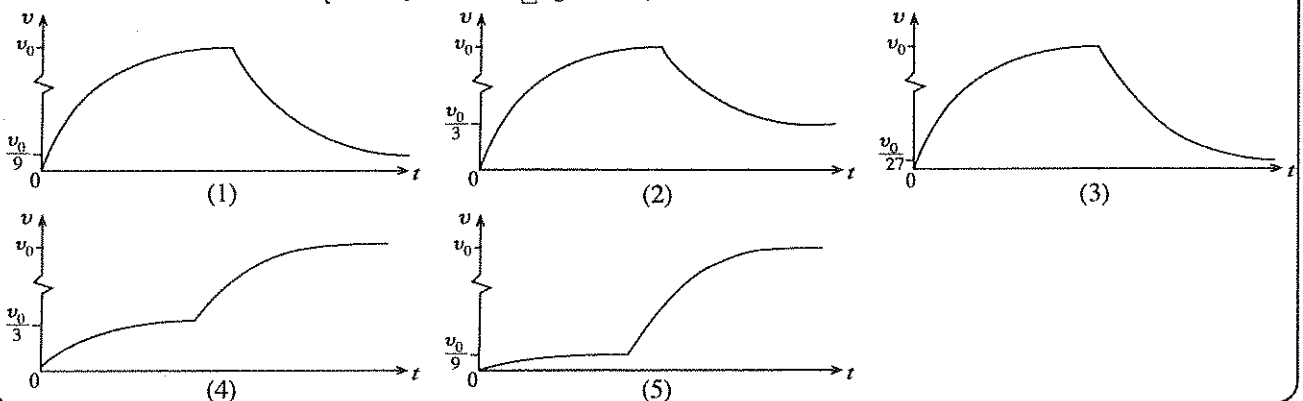 v v v
v₀ v₀ v₀
v₀/9 v₀/3 v₀/27
0 t 0 t 0 t
(1) (2) (3)
v v
v₀ v₀
v₀/3 v₀/9
0 t 0 t
(4) (5)